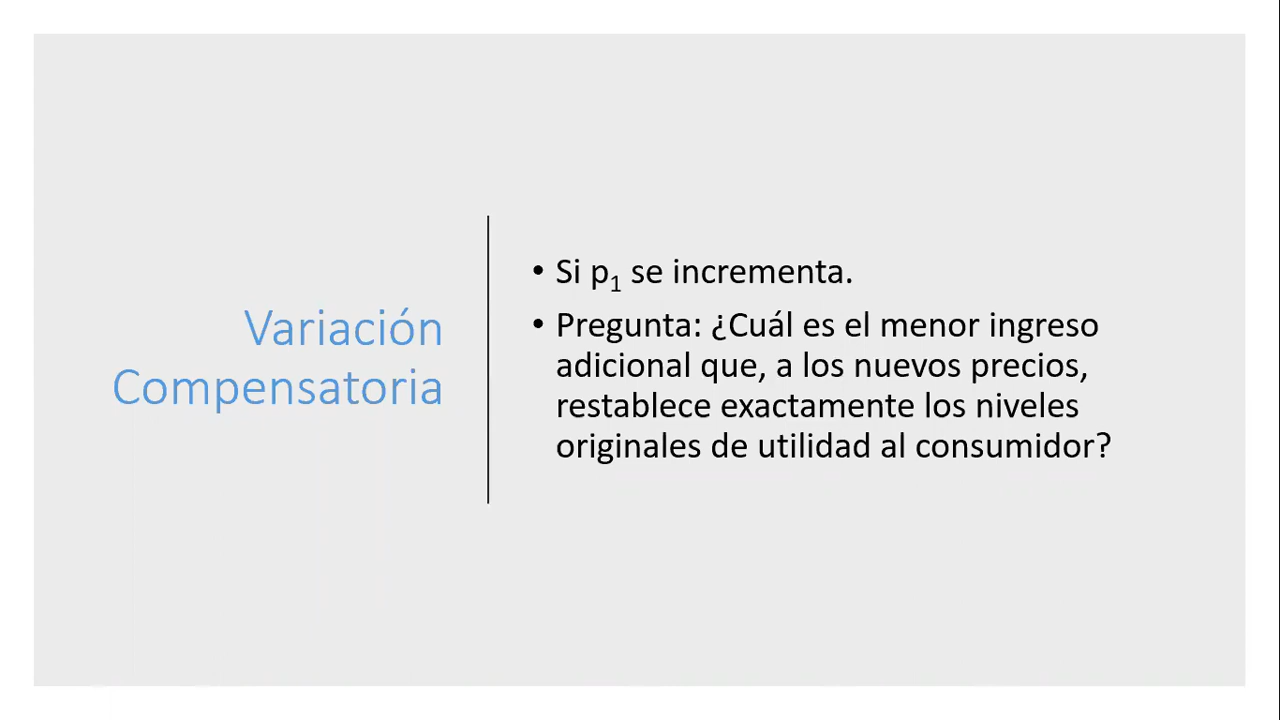 Variación
Compensatoria
• Si p₁ se incrementa.
• Pregunta: ¿Cuál es el menor ingreso
adicional que, a los nuevos precios,
restablece exactamente los niveles
originales de utilidad al consumidor?